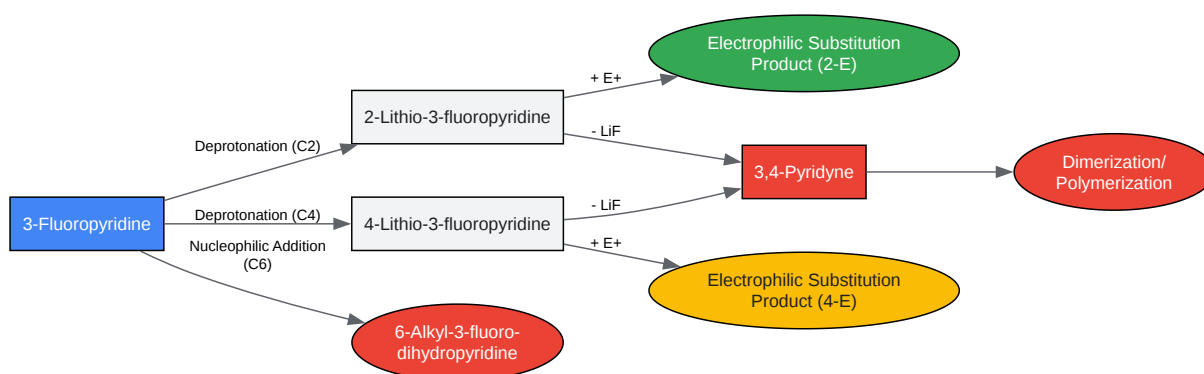 Electrophilic Substitution
Product (2-E)
+ E+
2-Lithio-3-fluoropyridine
- LiF
Deprotonation (C2)
3,4-Pyridyne
Dimerization/
Polymerization
3-Fluoropyridine
Deprotonation (C4)
4-Lithio-3-fluoropyridine
- LiF
+ E+
Nucleophilic Addition
(C6)
Electrophilic Substitution
Product (4-E)
6-Alkyl-3-fluoro-
dihydropyridine